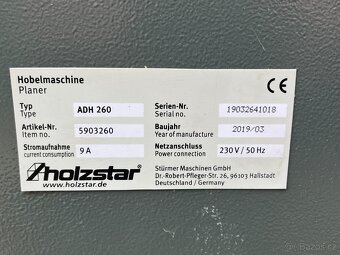 Hobelmaschine
Planer
CE
Typ
Type
ADH 260
Serien-Nr.
Serial no.
19032641018
Artikel-Nr.
Item no.
5903260
Baujahr
Year of manufacture
2019/03
Stromaufnahme
current consumption
9 A
Netzanschluss
Power connection
230 V / 50 Hz
holzstar®
www.holzstar.de
Stürmer Maschinen GmbH
Dr.-Robert-Pfleger-Str. 26, 96103 Hallstadt
Deutschland / Germany